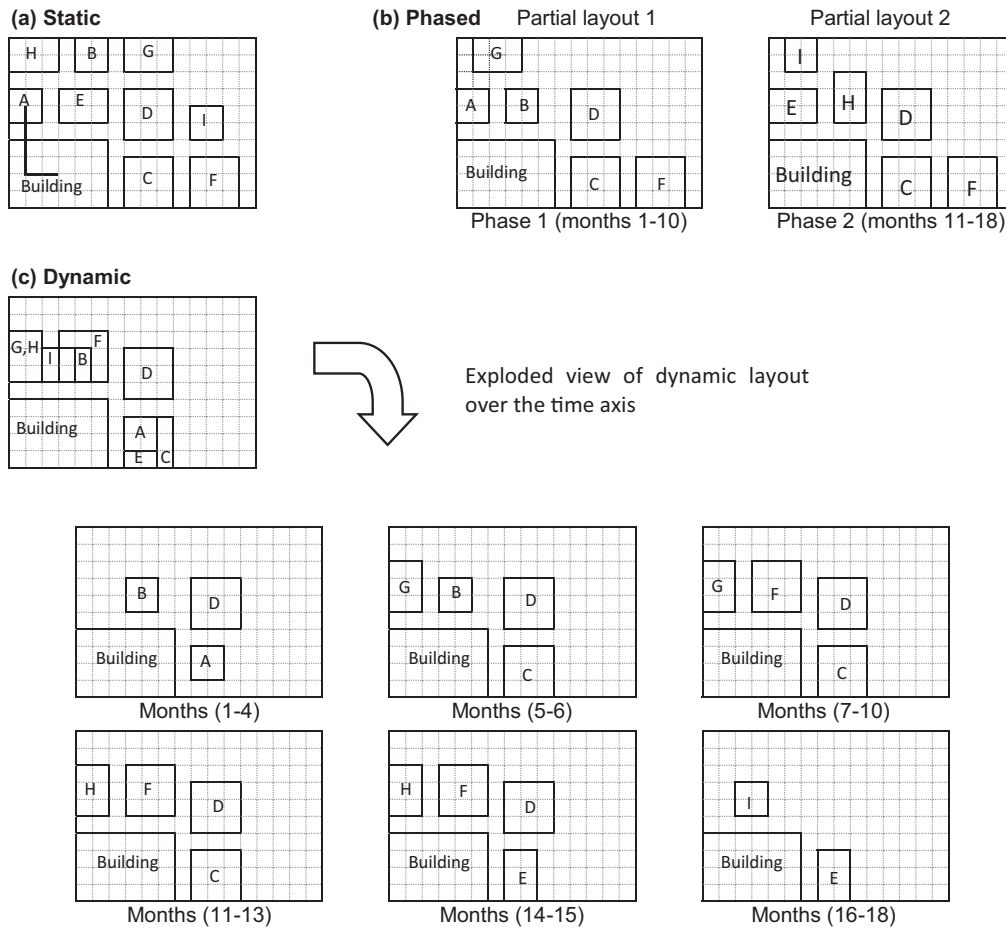 (a) Static
(b) Phased
Partial layout 1
Partial layout 2
H B G
A E D I
Building C F
G
A B D
Building C F
Phase 1 (months 1-10)
I
E H D
Building C F
Phase 2 (months 11-18)
(c) Dynamic
G,H I B F D
Building A E C
Exploded view of dynamic layout
over the time axis
B D
Building A
Months (1-4)
G B D
Building C
Months (5-6)
G F D
Building C
Months (7-10)
H F D
Building C
Months (11-13)
H F D
Building E
Months (14-15)
I
Building E
Months (16-18)